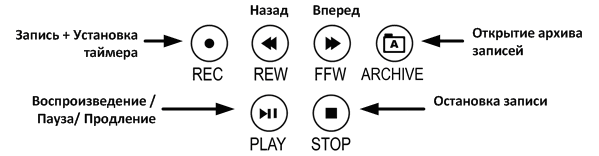 Назад Вперед
Запись + Установка
таймера
Открытие архива
записей
A
REC REW FFW ARCHIVE
Воспроизведение /
Пауза/ Продление
Остановка записи
PLAY STOP